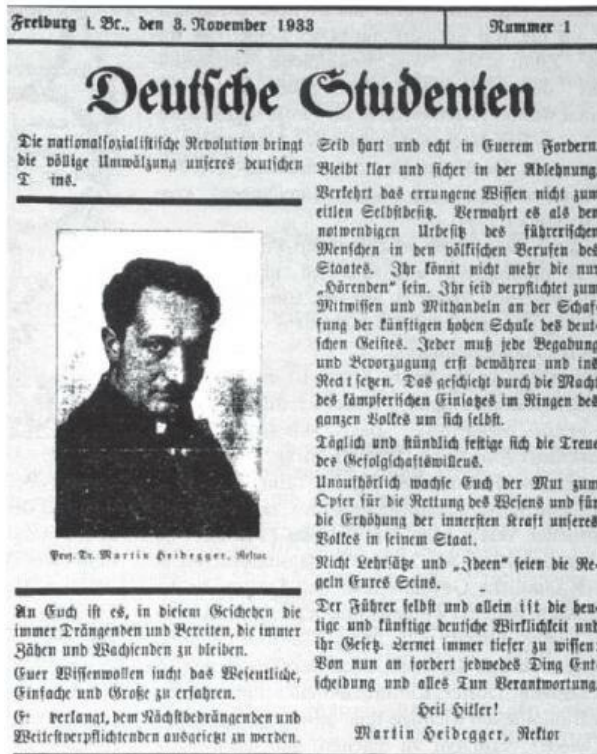 Freiburg i. Br., den 3. November 1933
Nummer 1
Deutsche Studenten
Die nationalsozialistische Revolution bringt
die völlige Umwälzung unseres deutschen
ins.
Prof. Dr. Martin Heidegger, Rektor
An Euch ist es, in diesem Geschehen die
immer Drängenden und Bereiten, die immer
Zähen und Wachsenden zu bleiben.
Euer Wissenwollen sucht das Wesentliche,
Einfache und Große zu erfahren.
verlangt, dem Nächstbedrängenden und
Weitestverpflichtenden ausgesetzt zu werden.
Seid hart und echt in Euerem Fordern
Bleibt klar und sicher in der Ablehnung
Verkehrt das errungene Wissen nicht zum
eitlen Selbstbesitz. Verwahrt es als den
notwendigen Urbesitz des führerischen
Menschen in den völkischen Berufen des
Staates. Ihr könnt nicht mehr die nur
„Hörenden“ sein. Ihr seid verpflichtet zum
Mitwissen und Mithandeln an der Schaf-
fung der künftigen hohen Schule des deut-
schen Geistes. Jeder muß jede Begabung
und Bevorzugung erst bewähren und ins
setzen. Das geschieht durch die Macht
des kämpferischen Einsatzes im Ringen des
ganzen Volkes um sich selbst.
Täglich und stündlich festige sich die Treue
des Gefolgschaftswillens.
Unaufhörlich wachse Euch der Mut zum
Opfer für die Rettung des Wesens und für
die Erhöhung der innersten Kraft unseres
Volkes in seinem Staat.
Nicht Lehrsätze und „Ideen“ seien die Re-
geln Eures Seins.
Der Führer selbst und allein ist die heu-
tige und künftige deutsche Wirklichkeit und
ihr Gesetz. Lernet immer tiefer zu wissen:
Von nun an fordert jedwedes Ding Ent-
scheidung und alles Tun Verantwortung.
Heil Hitler!
Martin Heidegger, Rektor